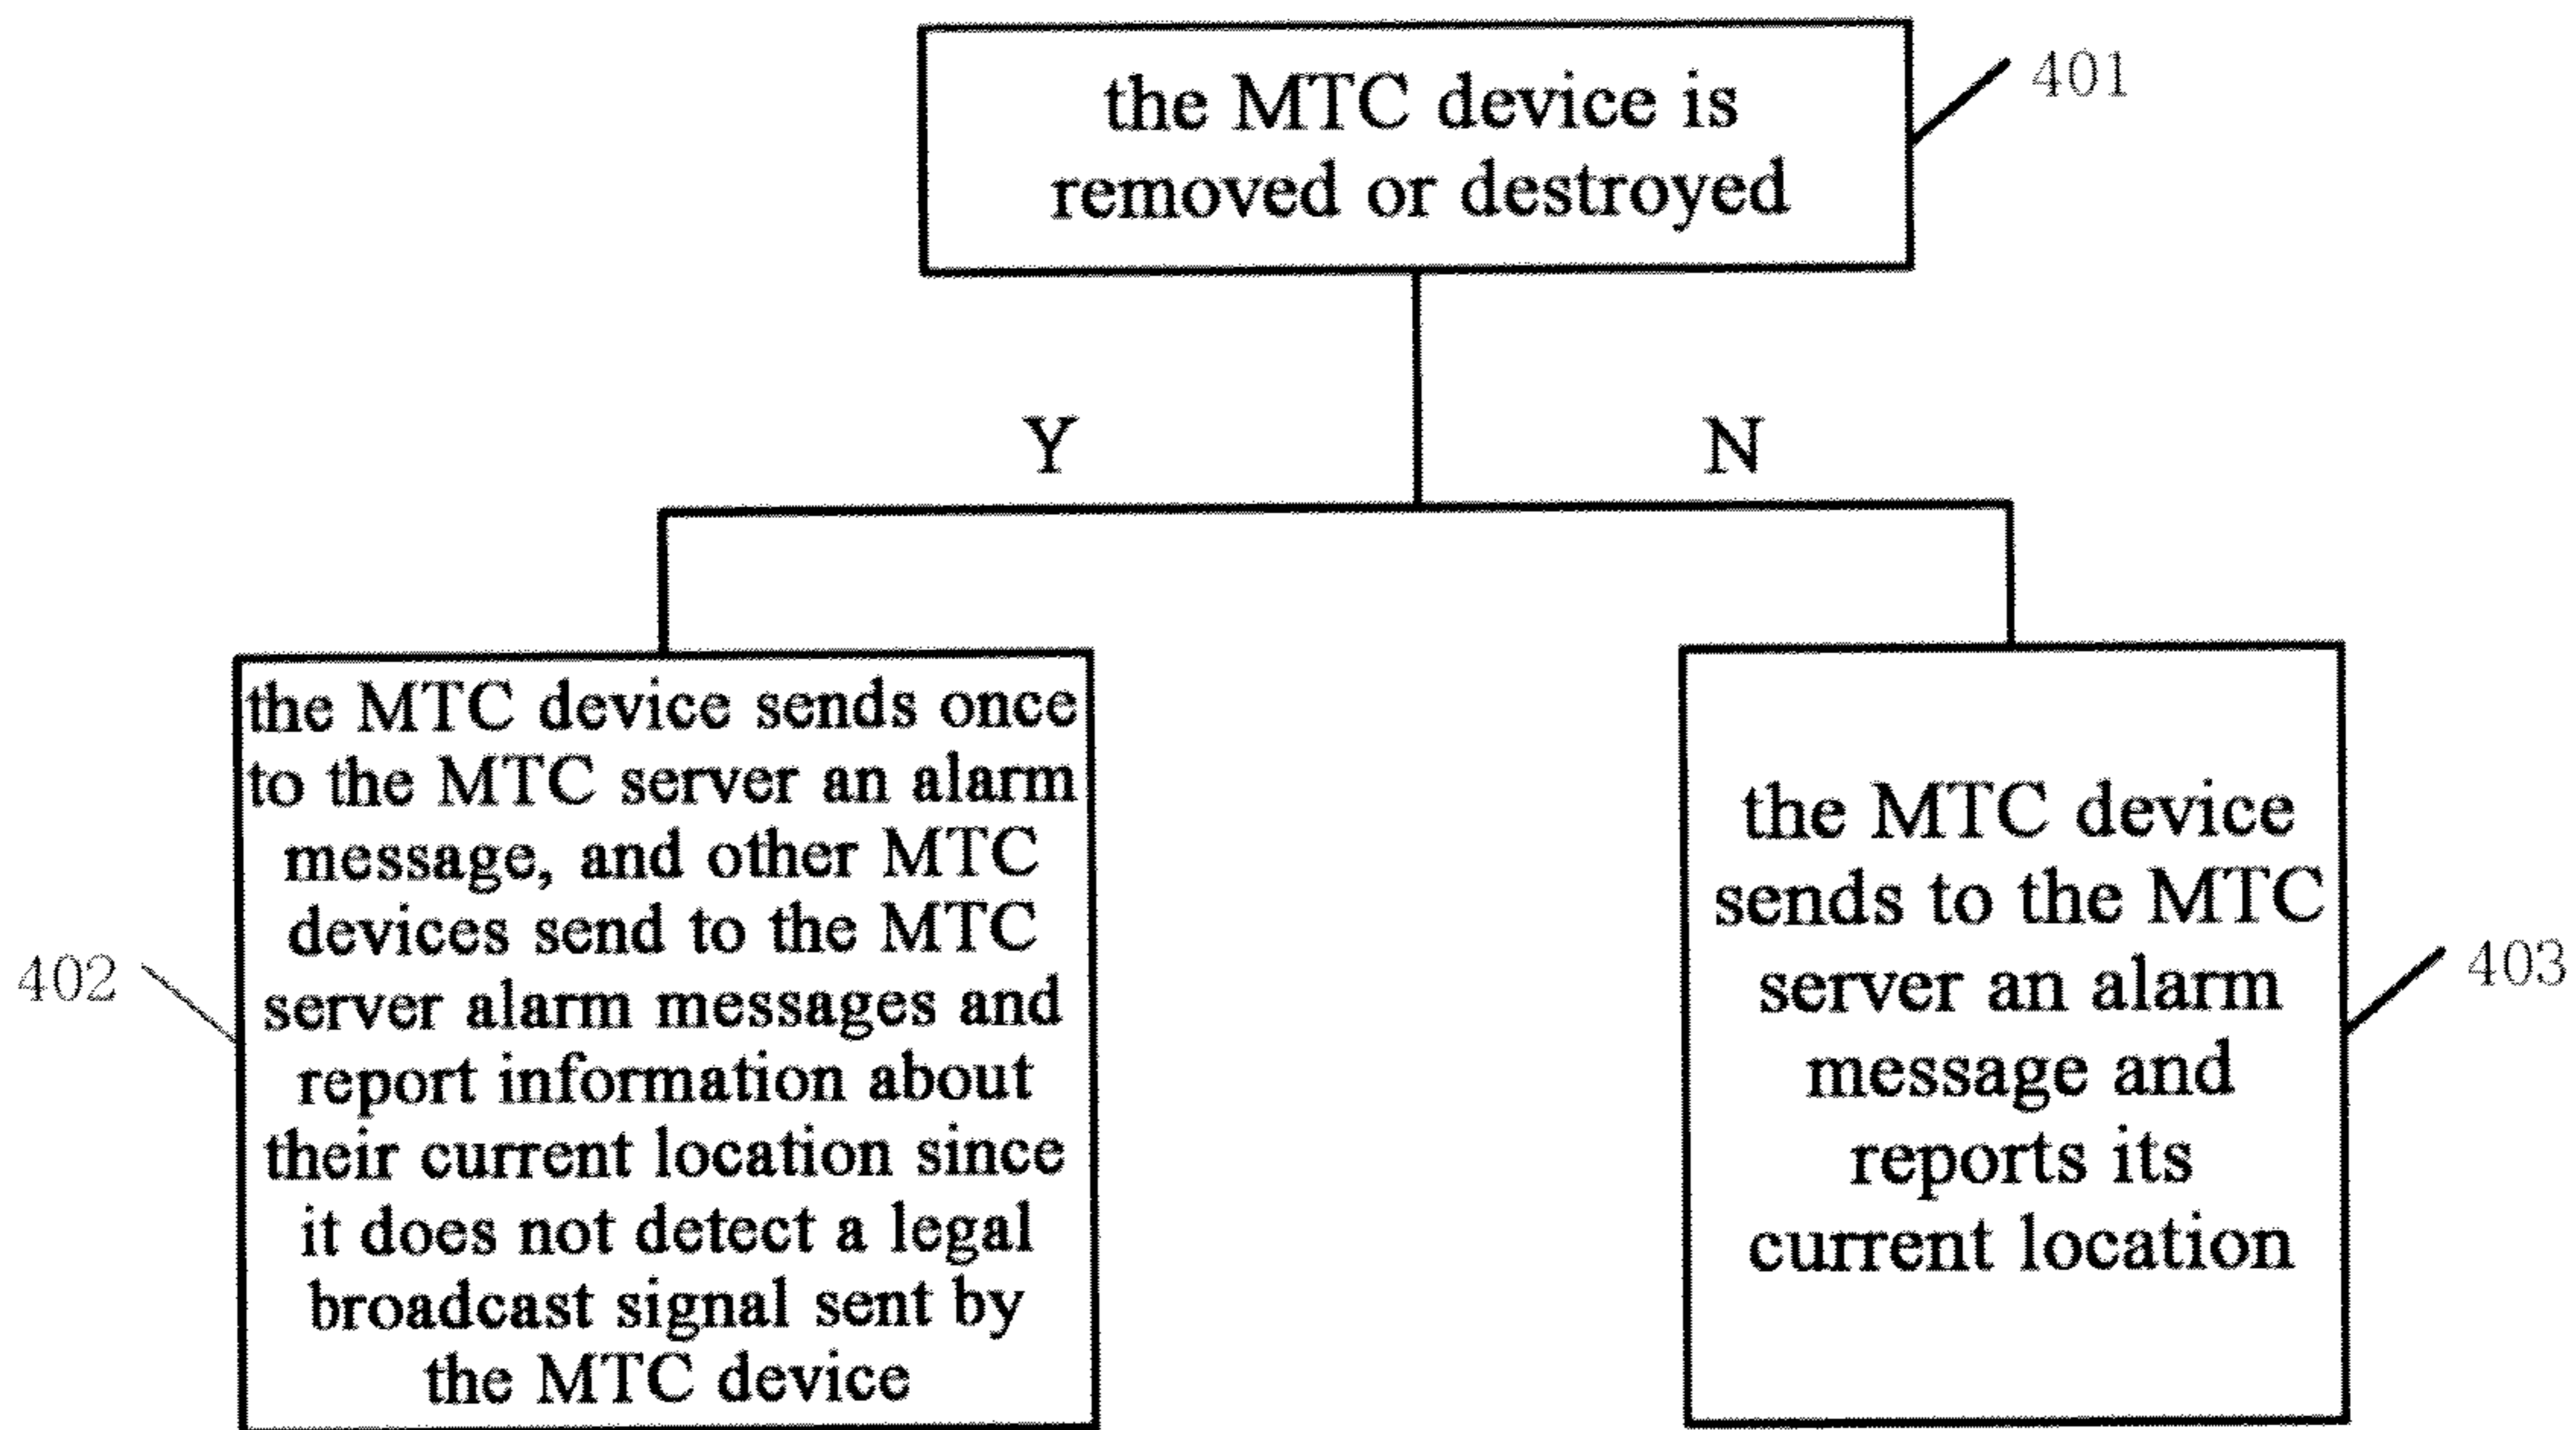 the MTC device is
removed or destroyed
401
Y
N
the MTC device sends once
to the MTC server an alarm
message, and other MTC
devices send to the MTC
server alarm messages and
report information about
their current location since
it does not detect a legal
broadcast signal sent by
the MTC device
402
the MTC device
sends to the MTC
server an alarm
message and
reports its
current location
403